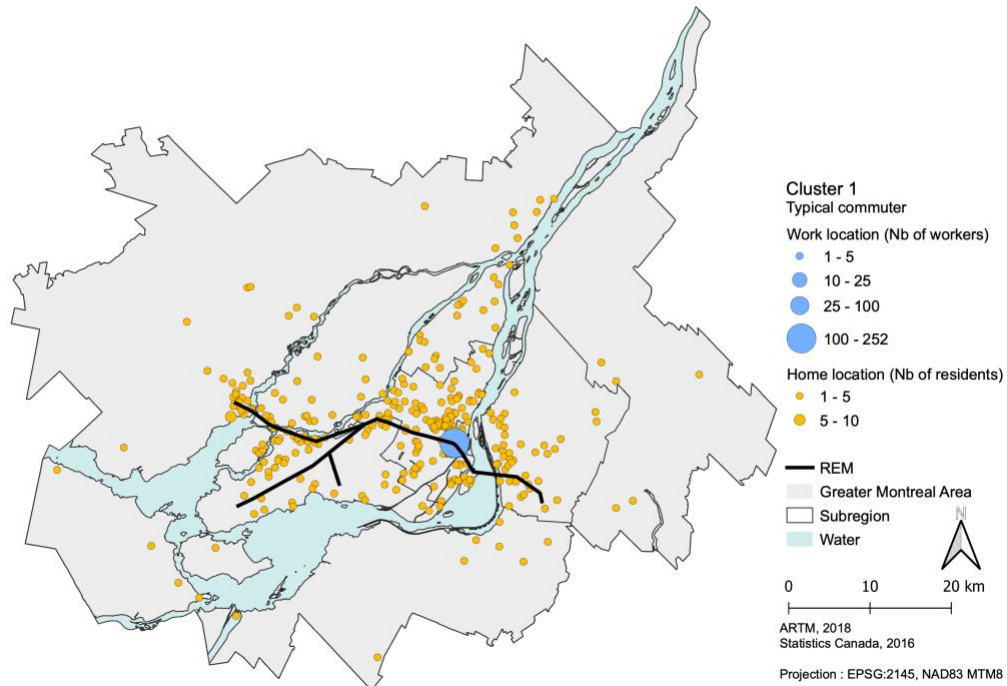 Cluster 1
Typical commuter
Work location (Nb of workers)
1 - 5
10 - 25
25 - 100
100 - 252
Home location (Nb of residents)
1 - 5
5 - 10
REM
Greater Montreal Area
Subregion
Water
N
0 10 20 km
ARTM, 2018
Statistics Canada, 2016
Projection : EPSG:2145, NAD83 MTM8